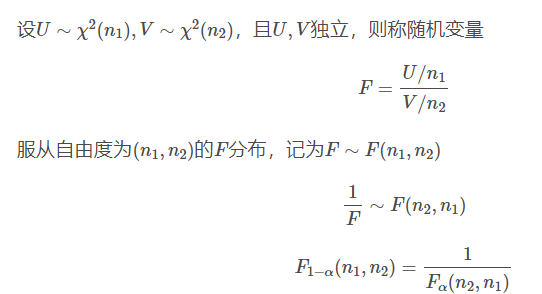 设$U \sim \chi^2(n_1), V \sim \chi^2(n_2)$，且$U, V$独立，则称随机变量
$$F = \frac{U/n_1}{V/n_2}$$
服从自由度为$(n_1, n_2)$的$F$分布，记为$F \sim F(n_1, n_2)$
$$\frac{1}{F} \sim F(n_2, n_1)$$
$$F_{1-\alpha}(n_1, n_2) = \frac{1}{F_\alpha(n_2, n_1)}$$